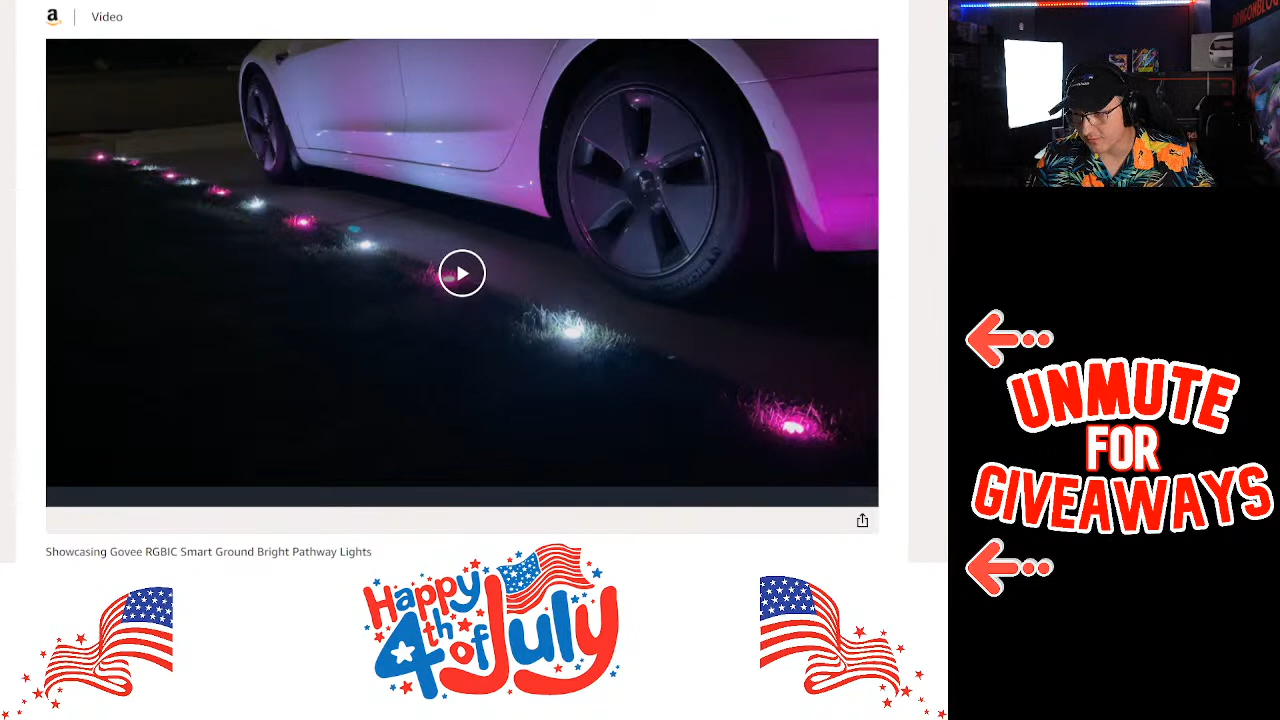 a Video
Showcasing Govee RGBIC Smart Ground Bright Pathway Lights
Happy
4th
of July
UNMUTE
FOR
GIVEAWAYS